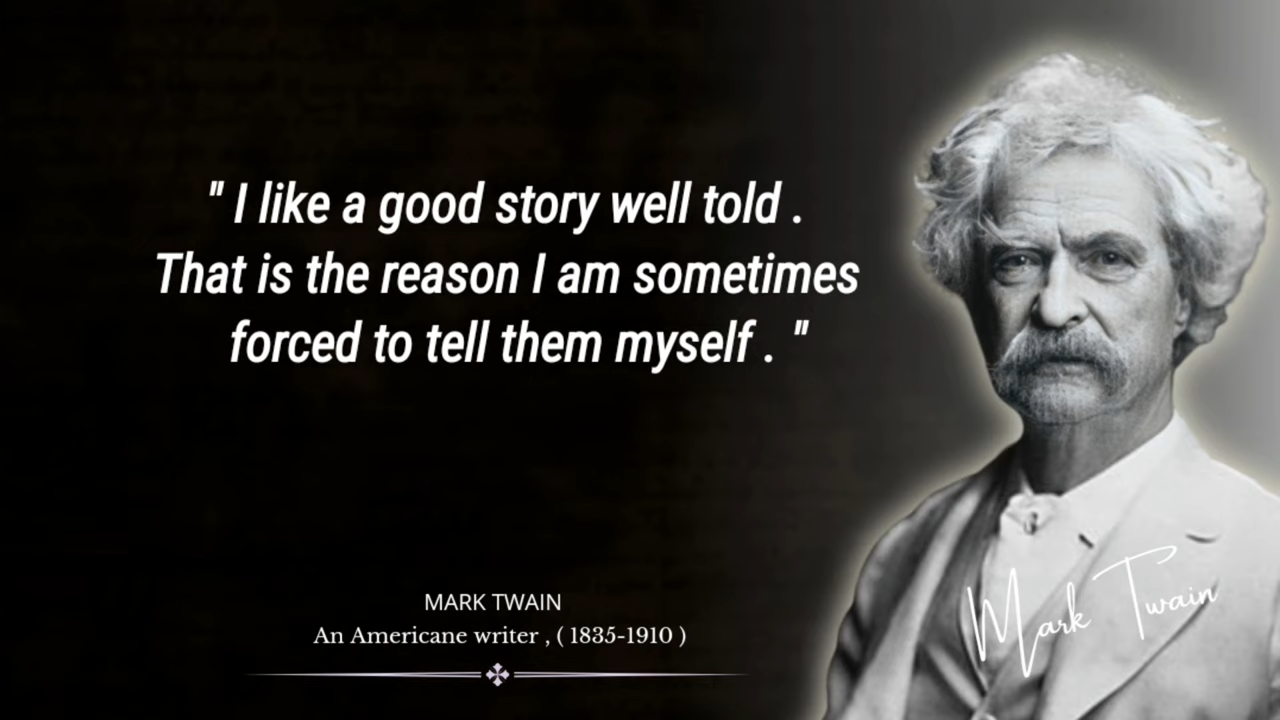 " I like a good story well told .
That is the reason I am sometimes
forced to tell them myself . "
MARK TWAIN
An Americane writer , ( 1835-1910 )
Mark Twain